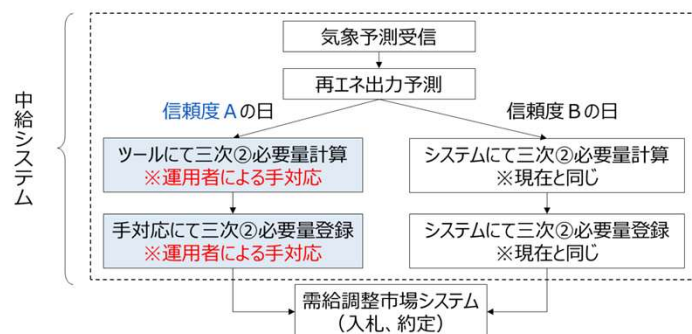 気象予測受信
再エネ出力予測
中給システム
信頼度Aの日
信頼度Bの日
ツールにて三次②必要量計算
※運用者による手対応
システムにて三次②必要量計算
※現在と同じ
手対応にて三次②必要量登録
※運用者による手対応
システムにて三次②必要量登録
※現在と同じ
需給調整市場システム
（入札、約定）